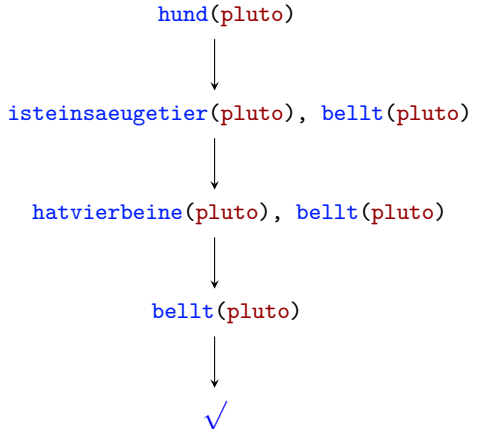 hund(pluto)
isteinsaeugetier(pluto), bellt(pluto)
hatvierbeine(pluto), bellt(pluto)
bellt(pluto)
√